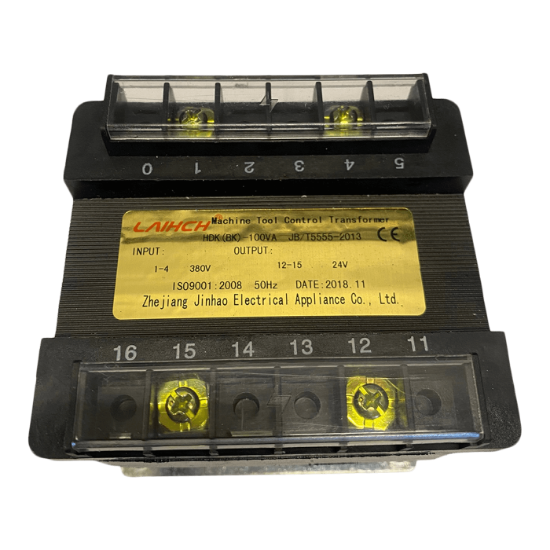 0 1 2 3 4 5
LAIHCH® Machine Tool Control Transformer
HDK(BK)-100VA JB/T5555-2013 CE
INPUT: OUTPUT:
1-4 380V 12-15 24V
ISO9001:2008 50Hz DATE:2018.11
Zhejiang Jinhao Electrical Appliance Co., Ltd.
16 15 14 13 12 11